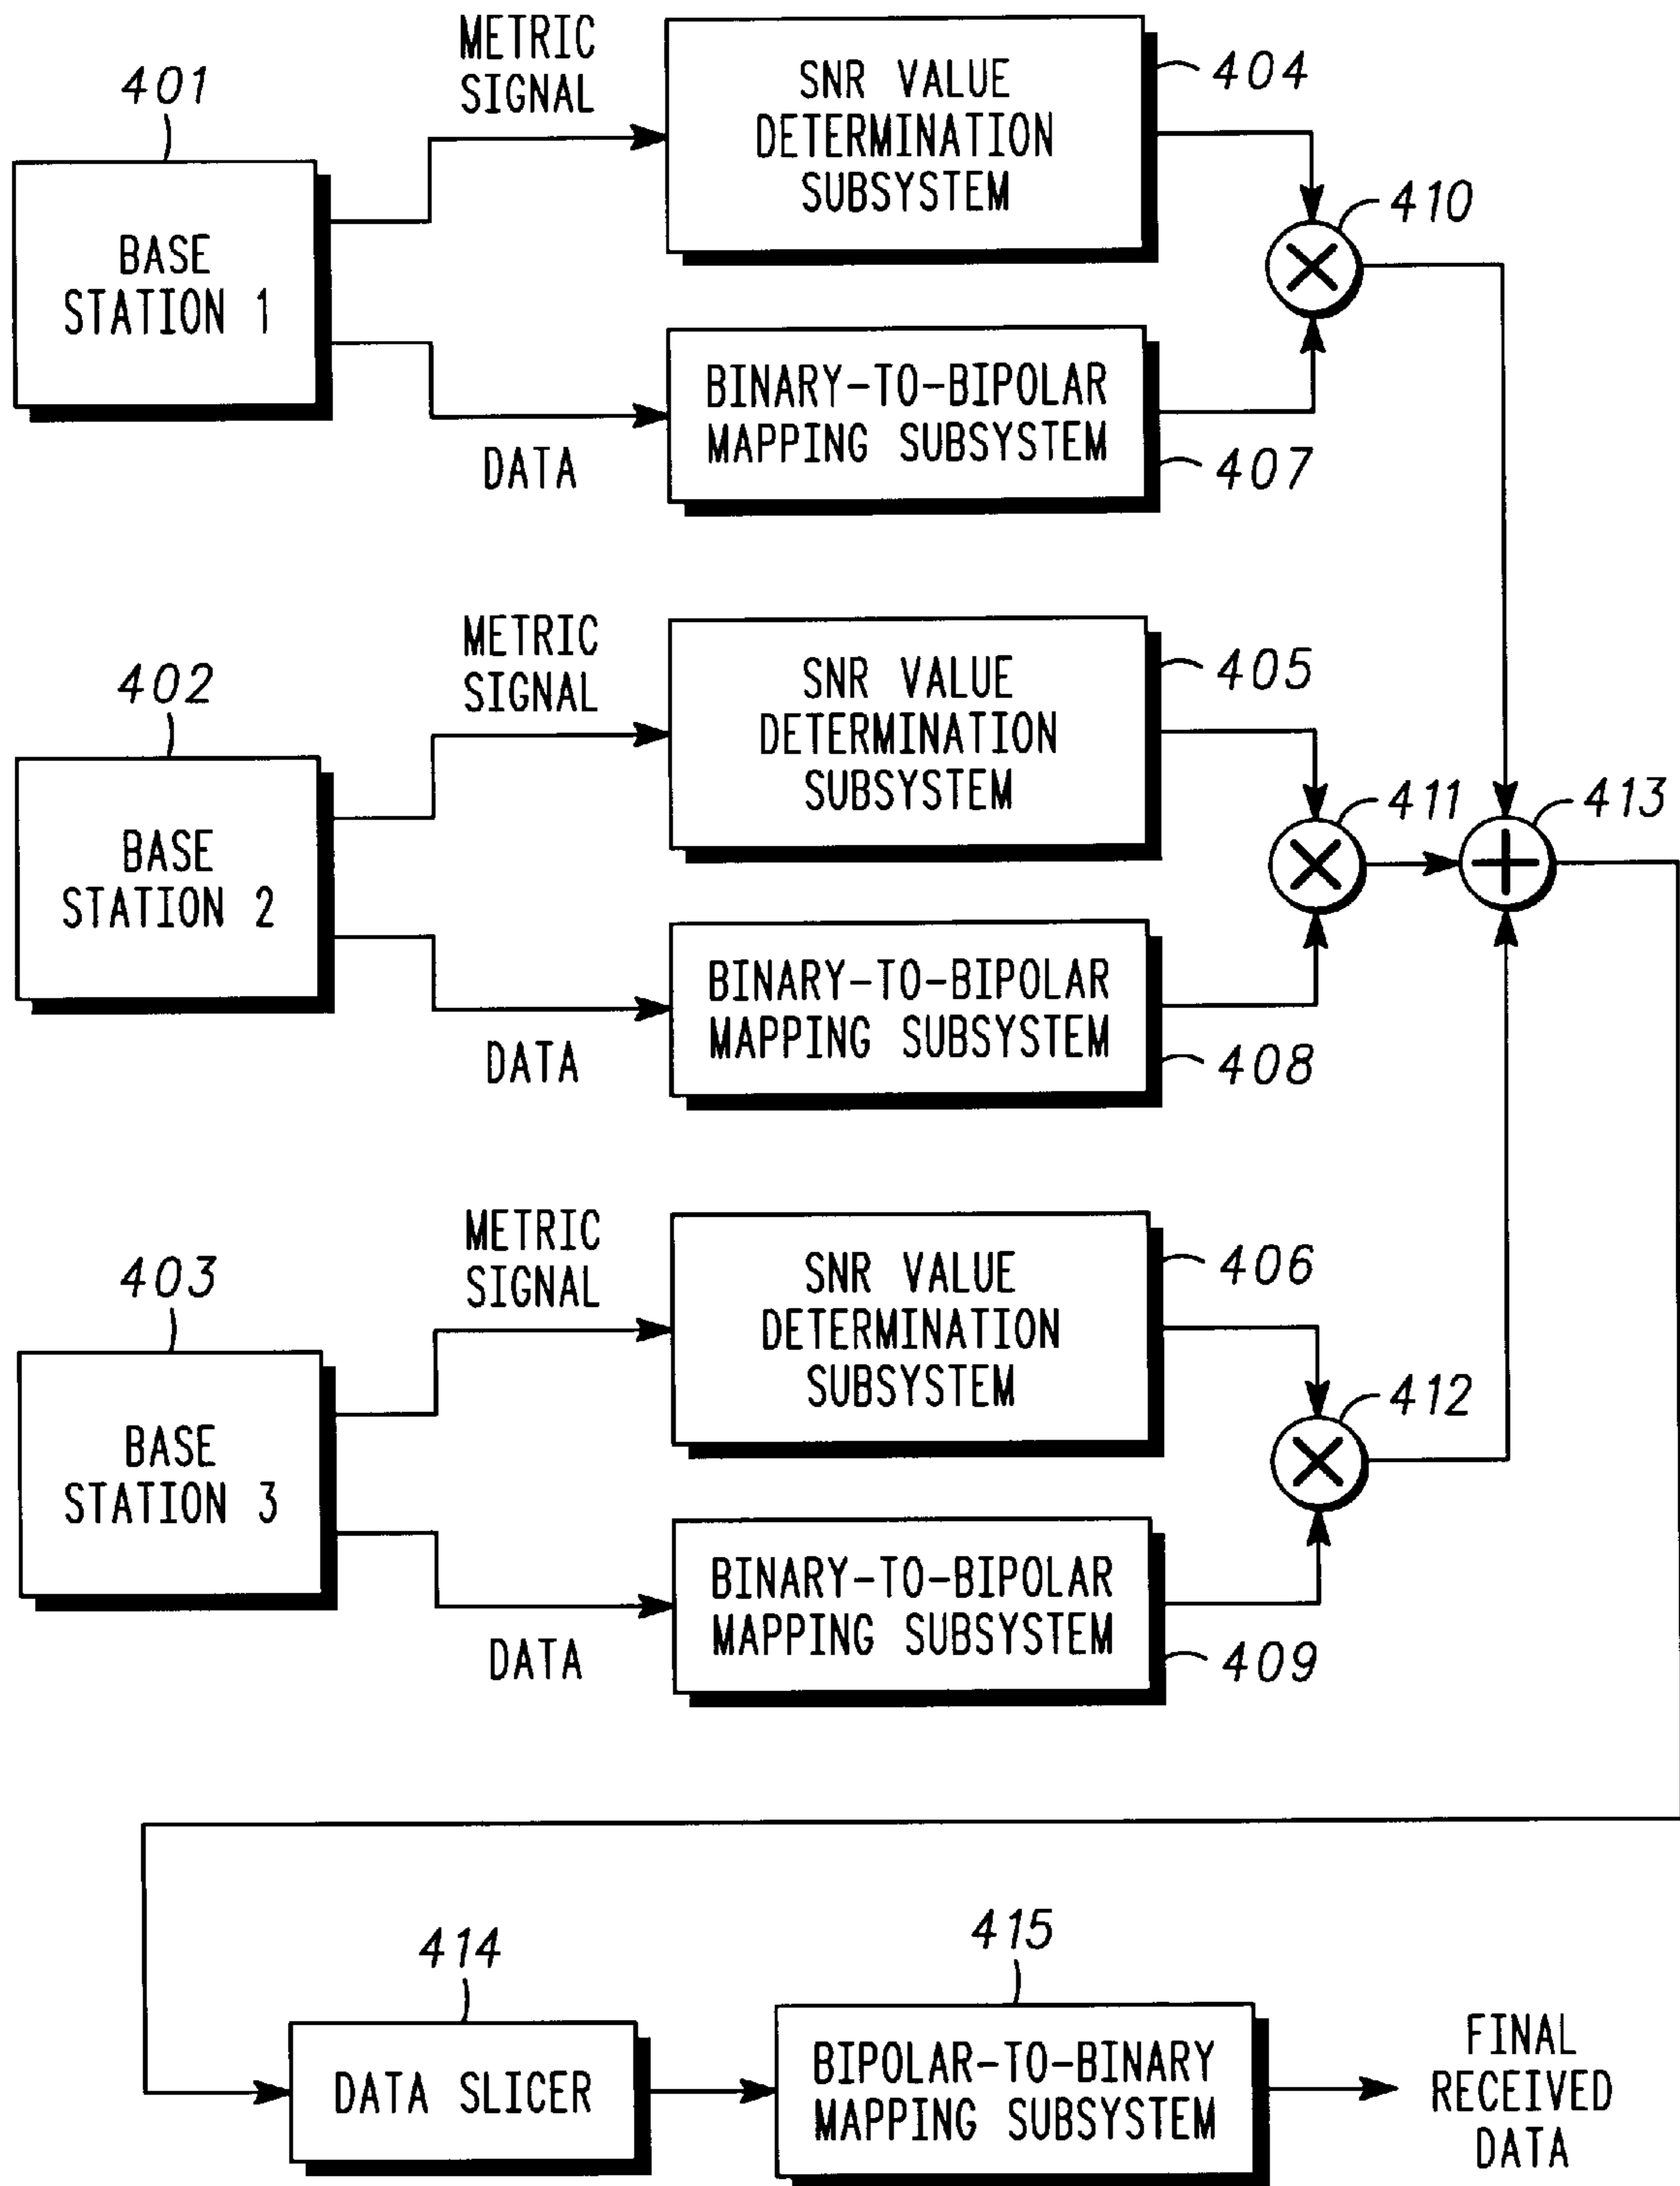 401
BASE
STATION 1
METRIC
SIGNAL
SNR VALUE
DETERMINATION
SUBSYSTEM
404
410
DATA
BINARY-TO-BIPOLAR
MAPPING SUBSYSTEM
407
402
BASE
STATION 2
METRIC
SIGNAL
SNR VALUE
DETERMINATION
SUBSYSTEM
405
411
413
DATA
BINARY-TO-BIPOLAR
MAPPING SUBSYSTEM
408
403
BASE
STATION 3
METRIC
SIGNAL
SNR VALUE
DETERMINATION
SUBSYSTEM
406
412
DATA
BINARY-TO-BIPOLAR
MAPPING SUBSYSTEM
409
414
DATA SLICER
415
BIPOLAR-TO-BINARY
MAPPING SUBSYSTEM
FINAL
RECEIVED
DATA